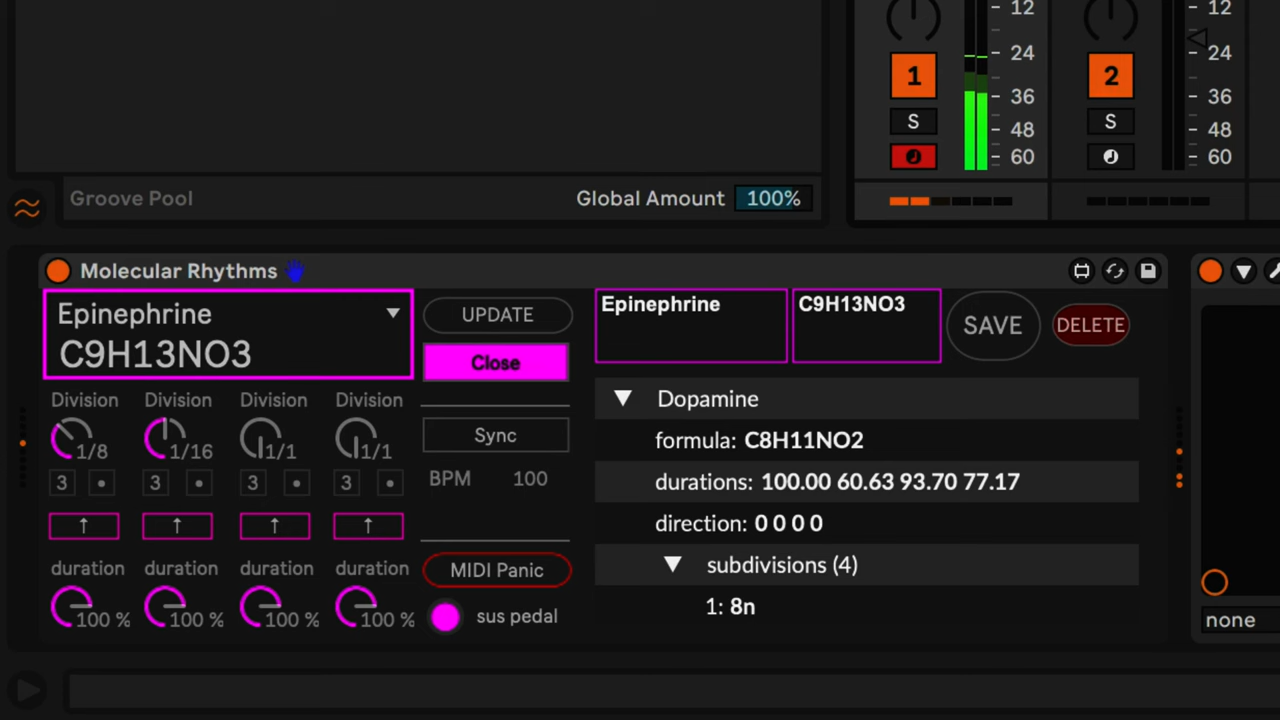 12 12
24 24
1 2
36 36
S S
48 48
60 60
Groove Pool Global Amount 100%
Molecular Rhythms
Epinephrine
C9H13NO3
UPDATE
Close
Epinephrine
C9H13NO3
SAVE
DELETE
Division Division Division Division
1/8 1/16 1/1 1/1
3 3 3 3
↑ ↑ ↑ ↑
duration duration duration duration
100 % 100 % 100 % 100 %
Sync
BPM 100
MIDI Panic
sus pedal
Dopamine
formula: C8H11NO2
durations: 100.00 60.63 93.70 77.17
direction: 0 0 0 0
subdivisions (4)
1: 8n
none